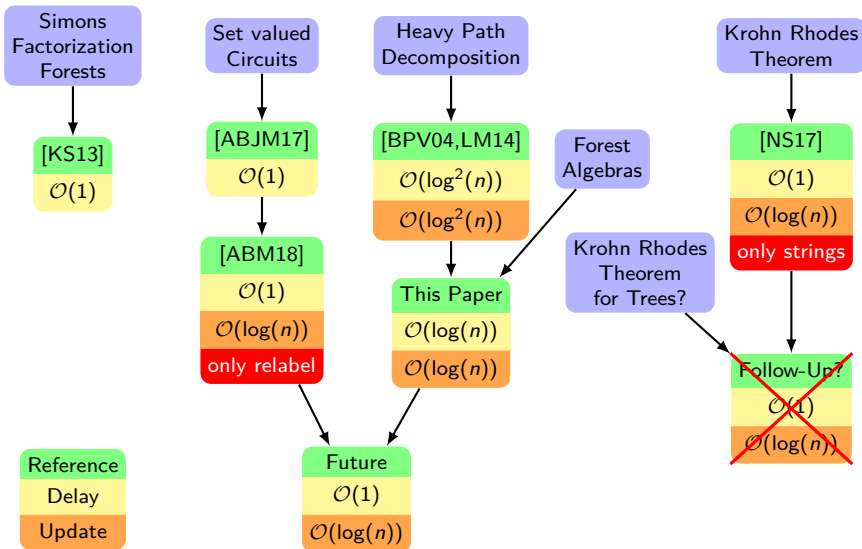 Simons
Factorization
Forests
[KS13]
𝒪(1)
Set valued
Circuits
[ABJM17]
𝒪(1)
[ABM18]
𝒪(1)
𝒪(log(n))
only relabel
Heavy Path
Decomposition
[BPV04,LM14]
𝒪(log²(n))
𝒪(log²(n))
Forest
Algebras
This Paper
𝒪(log(n))
𝒪(log(n))
Future
𝒪(1)
𝒪(log(n))
Krohn Rhodes
Theorem
[NS17]
𝒪(1)
𝒪(log(n))
only strings
Krohn Rhodes
Theorem
for Trees?
Follow-Up?
𝒪(1)
𝒪(log(n))
Reference
Delay
Update